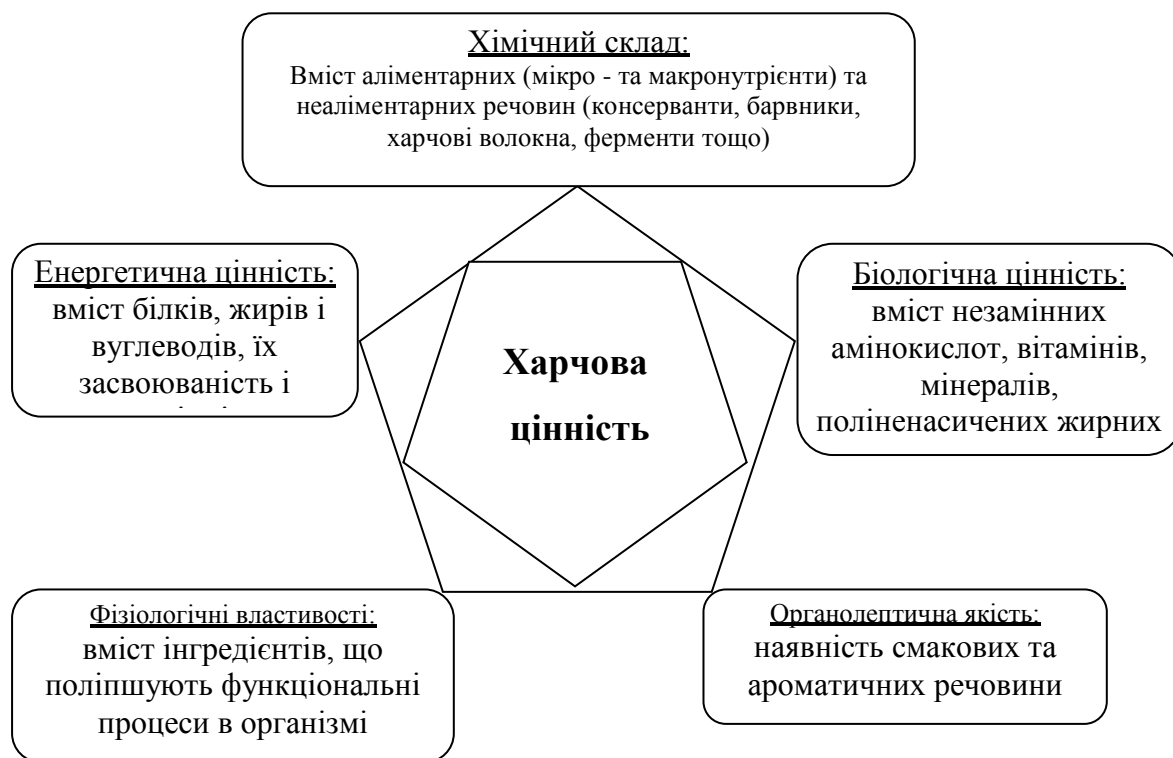 Хімічний склад:
Вміст аліментарних (мікро - та макронутрієнти) та
неаліментарних речовин (консерванти, барвники,
харчові волокна, ферменти тощо)
Енергетична цінність:
вміст білків, жирів і
вуглеводів, їх
засвоюваність і
Біологічна цінність:
вміст незамінних
амінокислот, вітамінів,
мінералів,
поліненасичених жирних
Харчова
цінність
Фізіологічні властивості:
вміст інгредієнтів, що
поліпшують функціональні
процеси в організмі
Органолептична якість:
наявність смакових та
ароматичних речовини